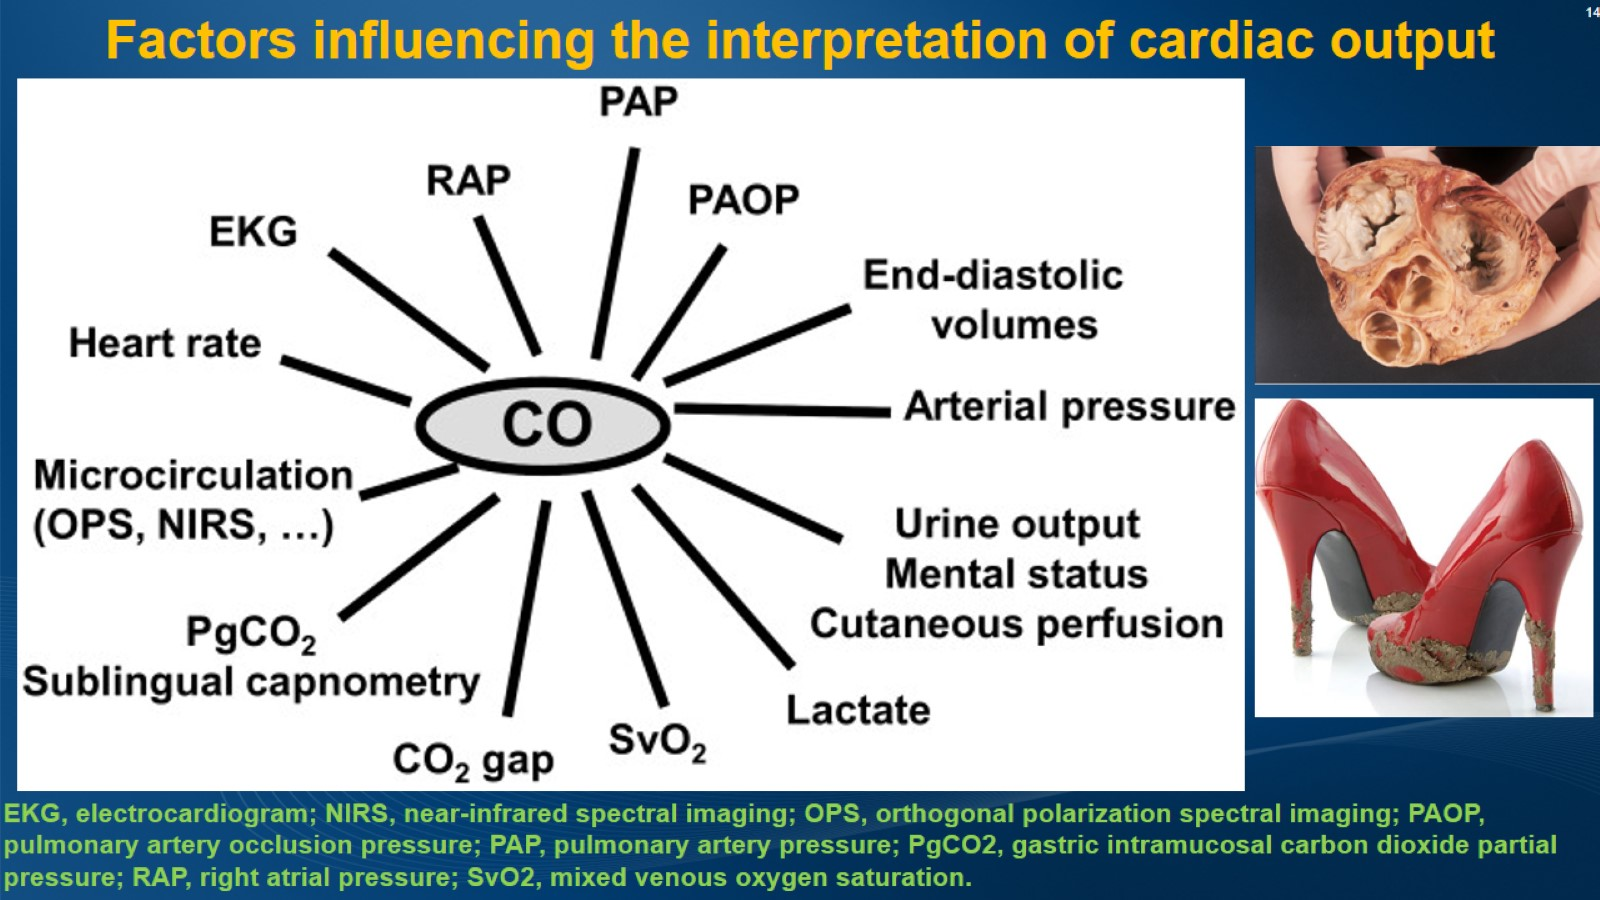 14
Factors influencing the interpretation of cardiac output
PAP
RAP
PAOP
EKG
End-diastolic
volumes
Heart rate
Arterial pressure
CO
Microcirculation
(OPS, NIRS, …)
Urine output
Mental status
Cutaneous perfusion
PgCO₂
Sublingual capnometry
Lactate
SvO₂
CO₂ gap
EKG, electrocardiogram; NIRS, near-infrared spectral imaging; OPS, orthogonal polarization spectral imaging; PAOP,
pulmonary artery occlusion pressure; PAP, pulmonary artery pressure; PgCO2, gastric intramucosal carbon dioxide partial
pressure; RAP, right atrial pressure; SvO2, mixed venous oxygen saturation.